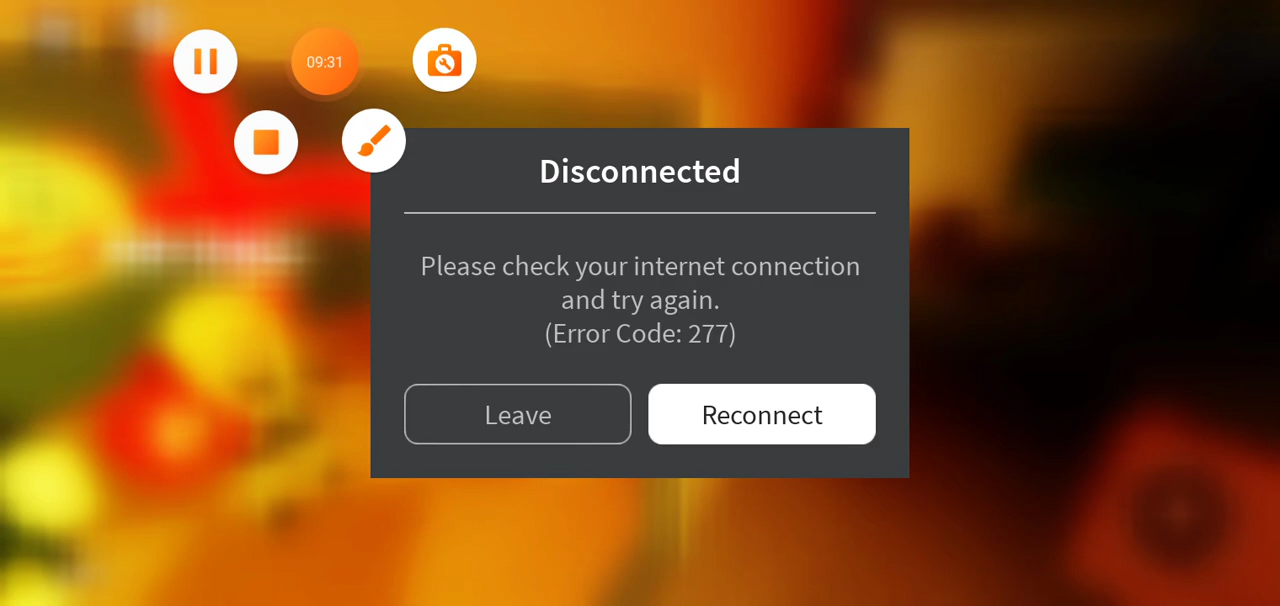 09:31
Disconnected
Please check your internet connection
and try again.
(Error Code: 277)
Leave
Reconnect